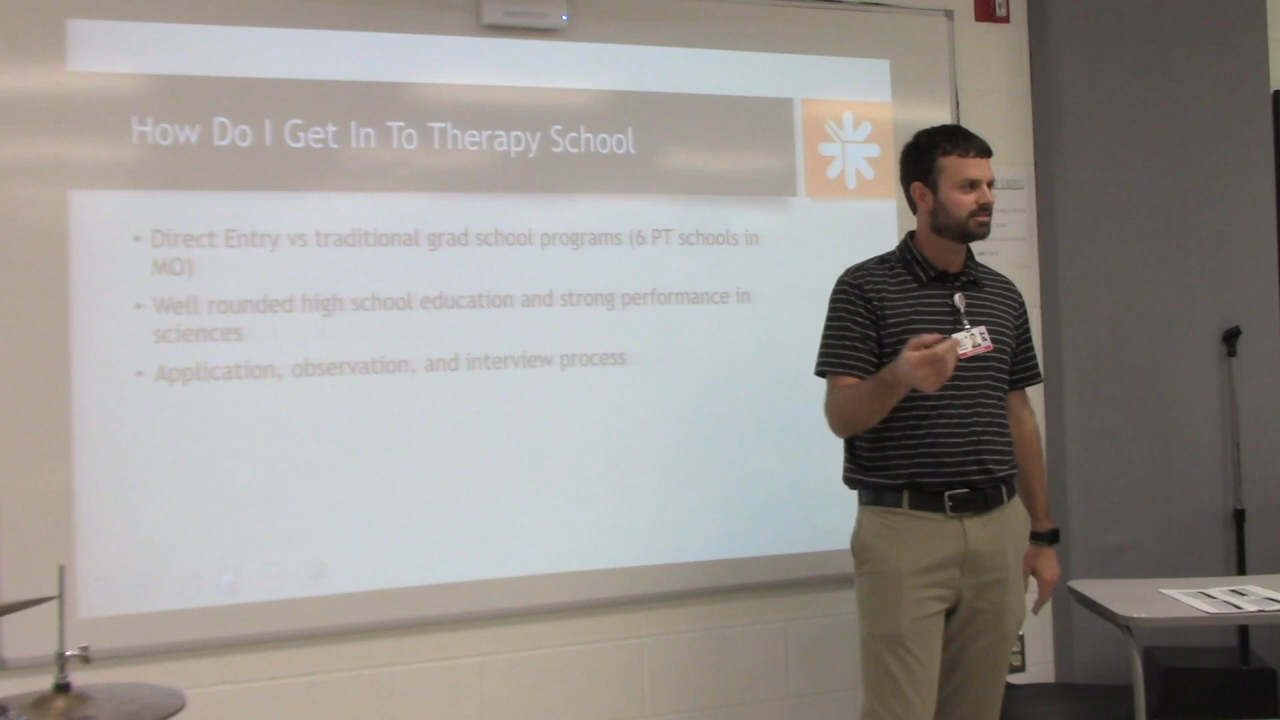 How Do I Get In To Therapy School
• Direct Entry vs traditional grad school programs (6 PT schools in
MO)
• Well rounded high school education and strong performance in
sciences
• Application, observation, and interview process